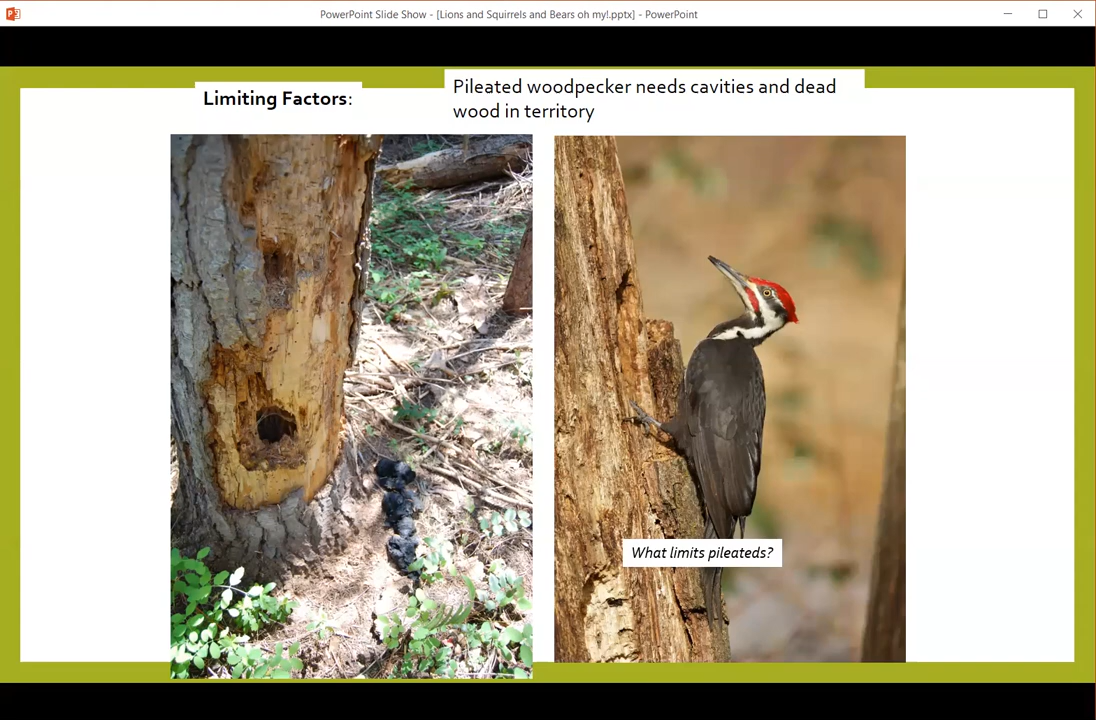 PowerPoint Slide Show - [Lions and Squirrels and Bears oh my!.pptx] - PowerPoint
Limiting Factors:
Pileated woodpecker needs cavities and dead
wood in territory
What limits pileateds?